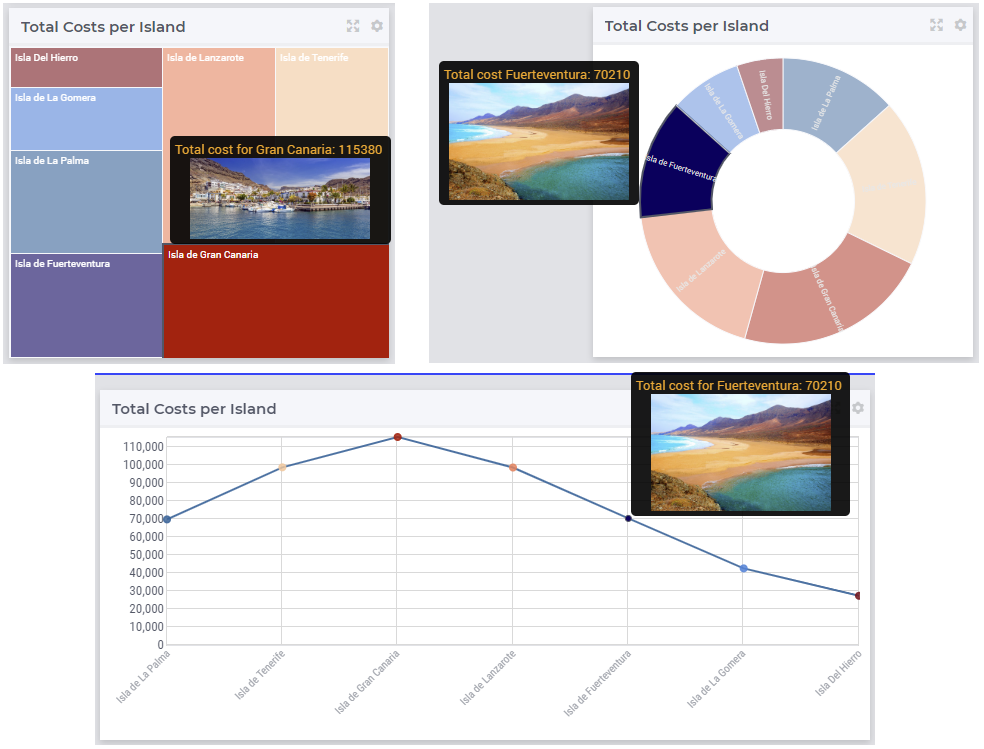 Total Costs per Island
Isla Del Hierro
Isla de Lanzarote
Isla de Tenerife
Isla de La Gomera
Isla de La Palma
Total cost for Gran Canaria: 115380
Isla de Fuerteventura
Isla de Gran Canaria
Total Costs per Island
Total cost Fuerteventura: 70210
Isla de La Palma
Isla de Gran Canaria
Isla de Lanzarote
Isla de Fuerteventura
Isla de La Gomera
Isla Del Hierro
Total Costs per Island
Total cost for Fuerteventura: 70210
110,000
100,000
90,000
80,000
70,000
60,000
50,000
40,000
30,000
20,000
10,000
0
Isla de La Palma
Isla de Tenerife
Isla de Gran Canaria
Isla de Lanzarote
Isla de Fuerteventura
Isla de La Gomera
Isla Del Hierro